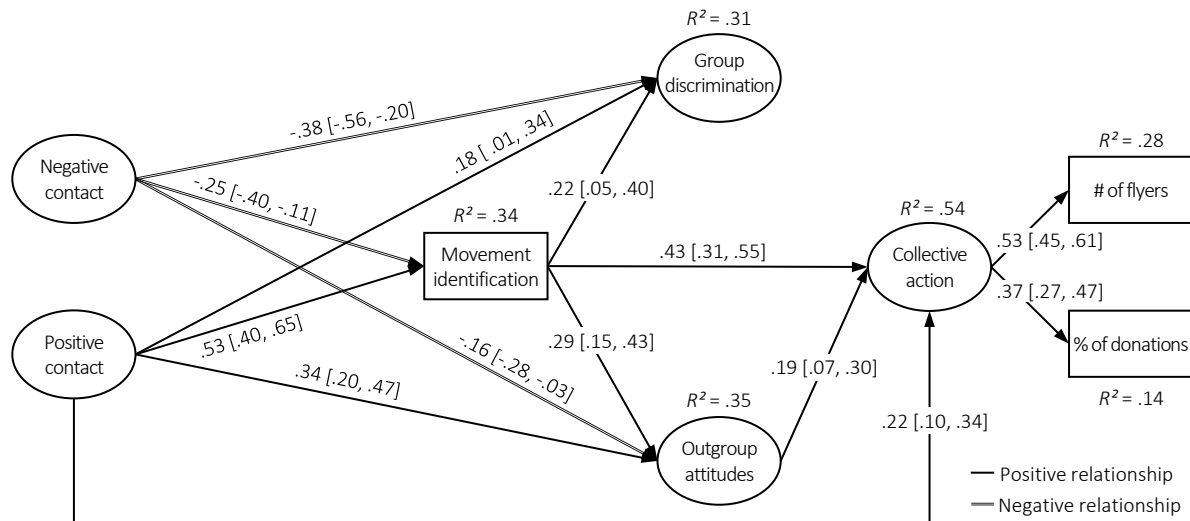 R² = .31
Group
discrimination
-.38 [-.56, -.20]
.18 [ .01, .34]
Negative
contact
-.25 [-.40, -.11]
.22 [.05, .40]
R² = .28
# of flyers
R² = .34
R² = .54
Movement
identification
.43 [.31, .55]
Collective
action
.53 [.45, .61]
.37 [.27, .47]
Positive
contact
.53 [.40, .65]
-.16 [-.28, -.03]
.29 [.15, .43]
.34 [.20, .47]
.19 [.07, .30]
% of donations
R² = .14
R² = .35
Outgroup
attitudes
.22 [.10, .34]
Positive relationship
Negative relationship